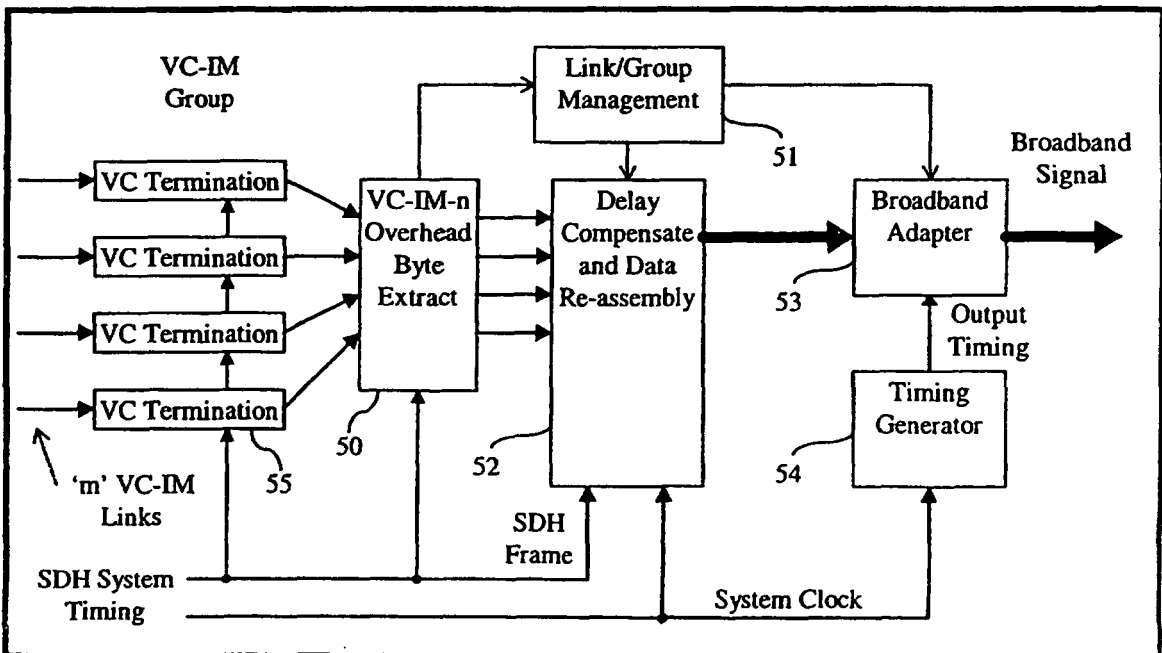 VC-IM
Group
Link/Group
Management
51
Broadband
Signal
VC Termination
VC Termination
VC Termination
VC Termination
VC-IM-n
Overhead
Byte
Extract
Delay
Compensate
and Data
Re-assembly
Broadband
Adapter
53
Output
Timing
Timing
Generator
55
50
52
54
'm' VC-IM
Links
SDH
Frame
SDH System
Timing
System Clock